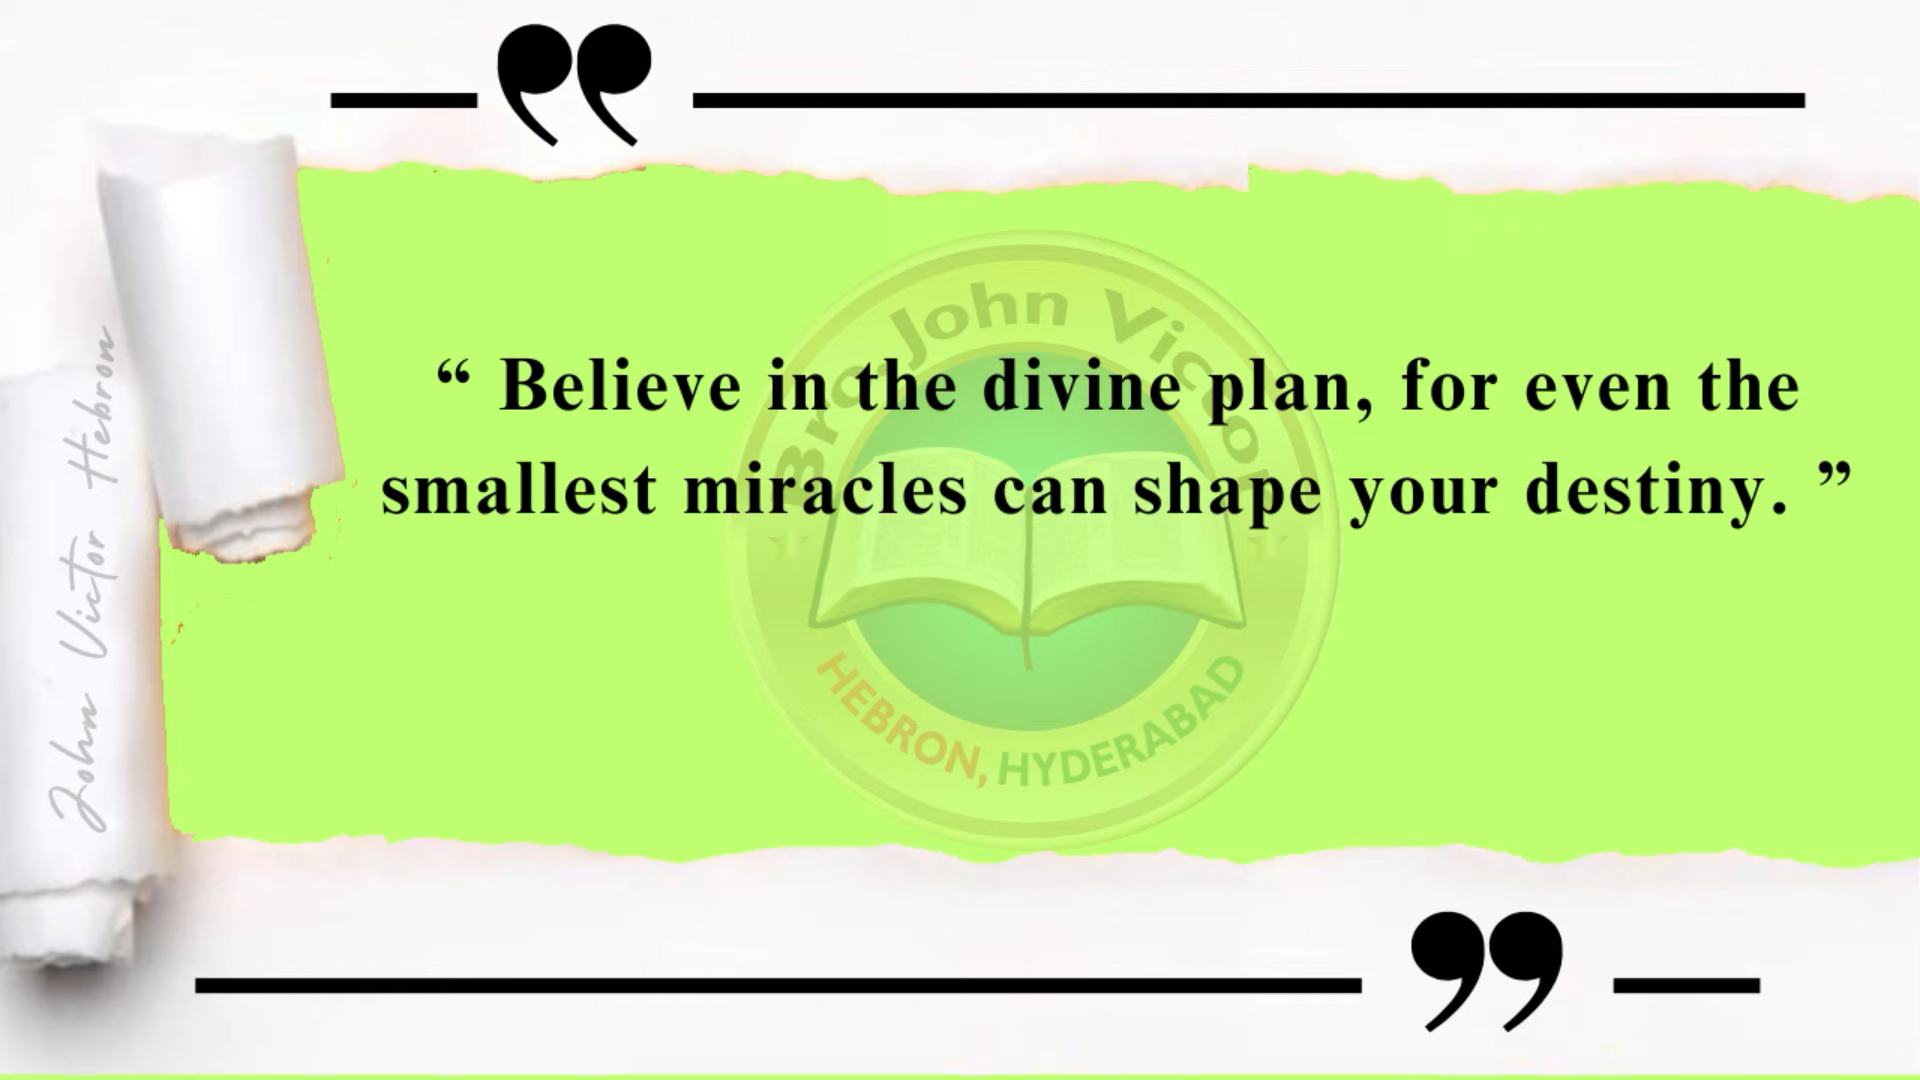 “ Believe in the divine plan, for even the
smallest miracles can shape your destiny. ”
Bro John Victor
HEBRON, HYDERABAD
John Victor Hebron